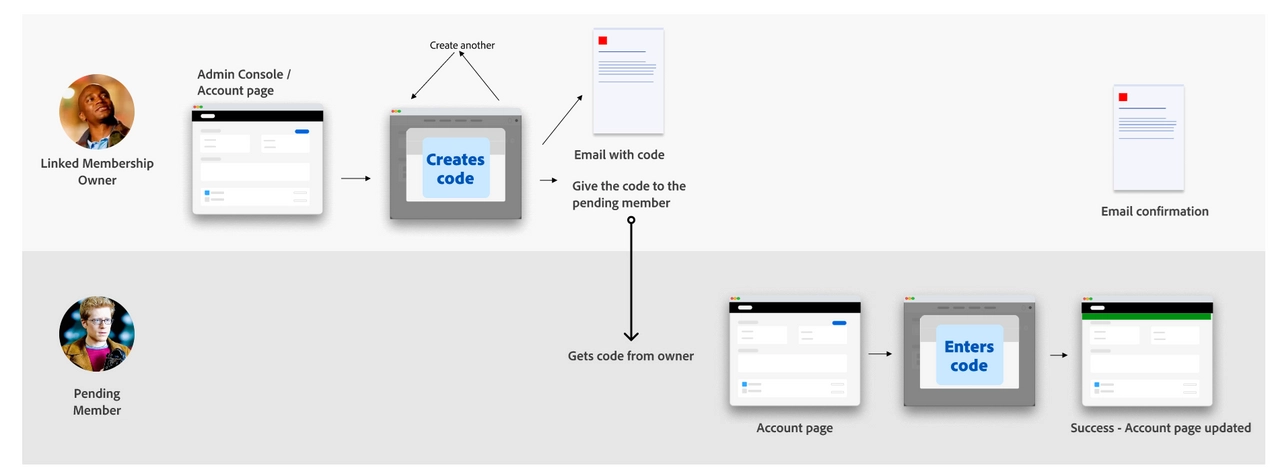 Create another
Admin Console /
Account page
Linked Membership
Owner
Creates
code
Email with code
Give the code to the
pending member
Email confirmation
Pending
Member
Gets code from owner
Account page
Enters
code
Success - Account page updated